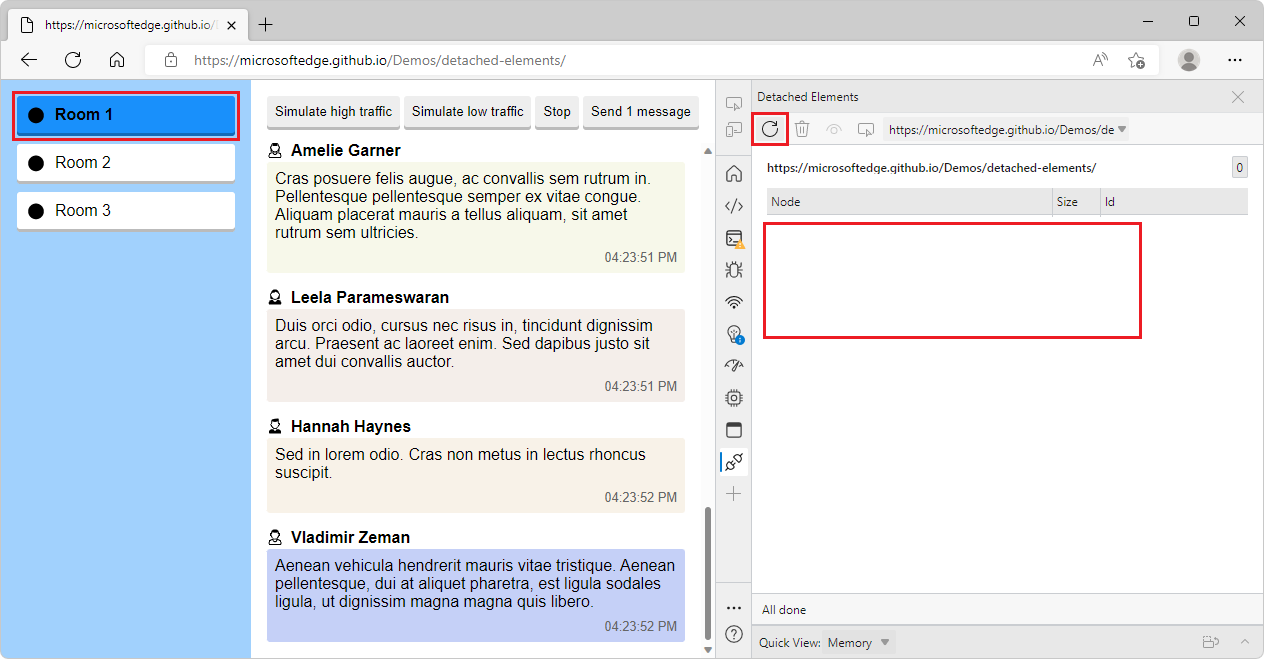 https://microsoftedge.github.io/
https://microsoftedge.github.io/Demos/detached-elements/
Room 1
Room 2
Room 3
Simulate high traffic
Simulate low traffic
Stop
Send 1 message
Amelie Garner
Cras posuere felis augue, ac convallis sem rutrum in.
Pellentesque pellentesque semper ex vitae congue.
Aliquam placerat mauris a tellus aliquam, sit amet
rutrum sem ultricies.
04:23:51 PM
Leela Parameswaran
Duis orci odio, cursus nec risus in, tincidunt dignissim
arcu. Praesent ac laoreet enim. Sed dapibus justo sit
amet dui convallis auctor.
04:23:51 PM
Hannah Haynes
Sed in lorem odio. Cras non metus in lectus rhoncus
suscipit.
04:23:52 PM
Vladimir Zeman
Aenean vehicula hendrerit mauris vitae tristique. Aenean
pellentesque, dui at aliquet pharetra, est ligula sodales
ligula, ut dignissim magna magna quis libero.
04:23:52 PM
Detached Elements
https://microsoftedge.github.io/Demos/de
https://microsoftedge.github.io/Demos/detached-elements/
0
Node
Size
Id
All done
Quick View: Memory